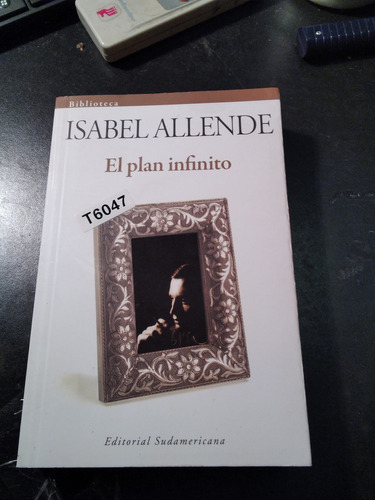 Biblioteca
ISABEL ALLENDE
El plan infinito
T6047
Editorial Sudamericana